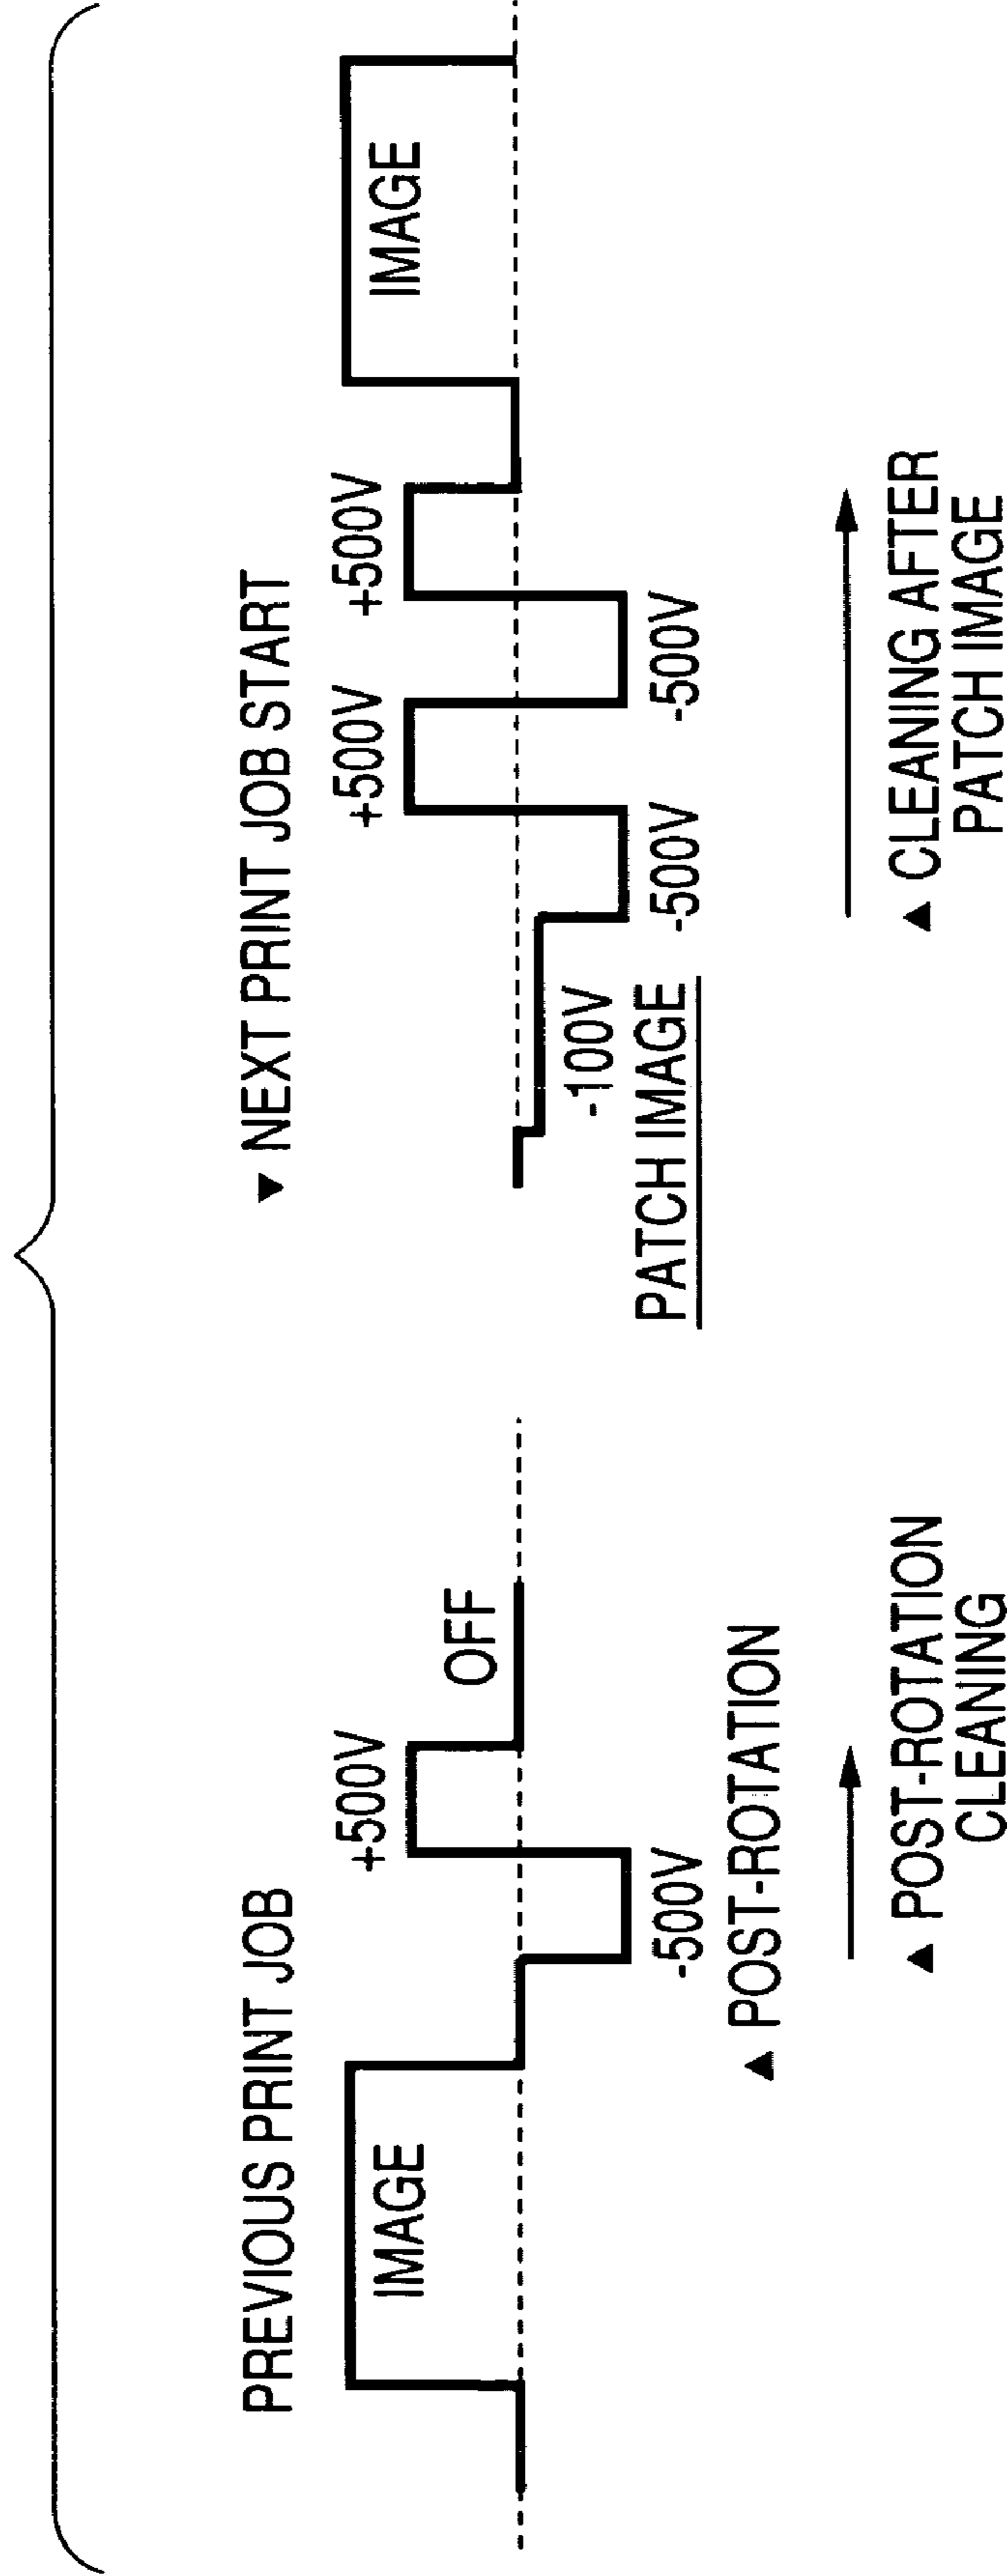 PREVIOUS PRINT JOB
IMAGE
+500V
OFF
-500V
▲ POST-ROTATION
▲ POST-ROTATION
CLEANING
▼ NEXT PRINT JOB START
+500V
+500V
IMAGE
-100V
-500V
-500V
PATCH IMAGE
▲ CLEANING AFTER
PATCH IMAGE